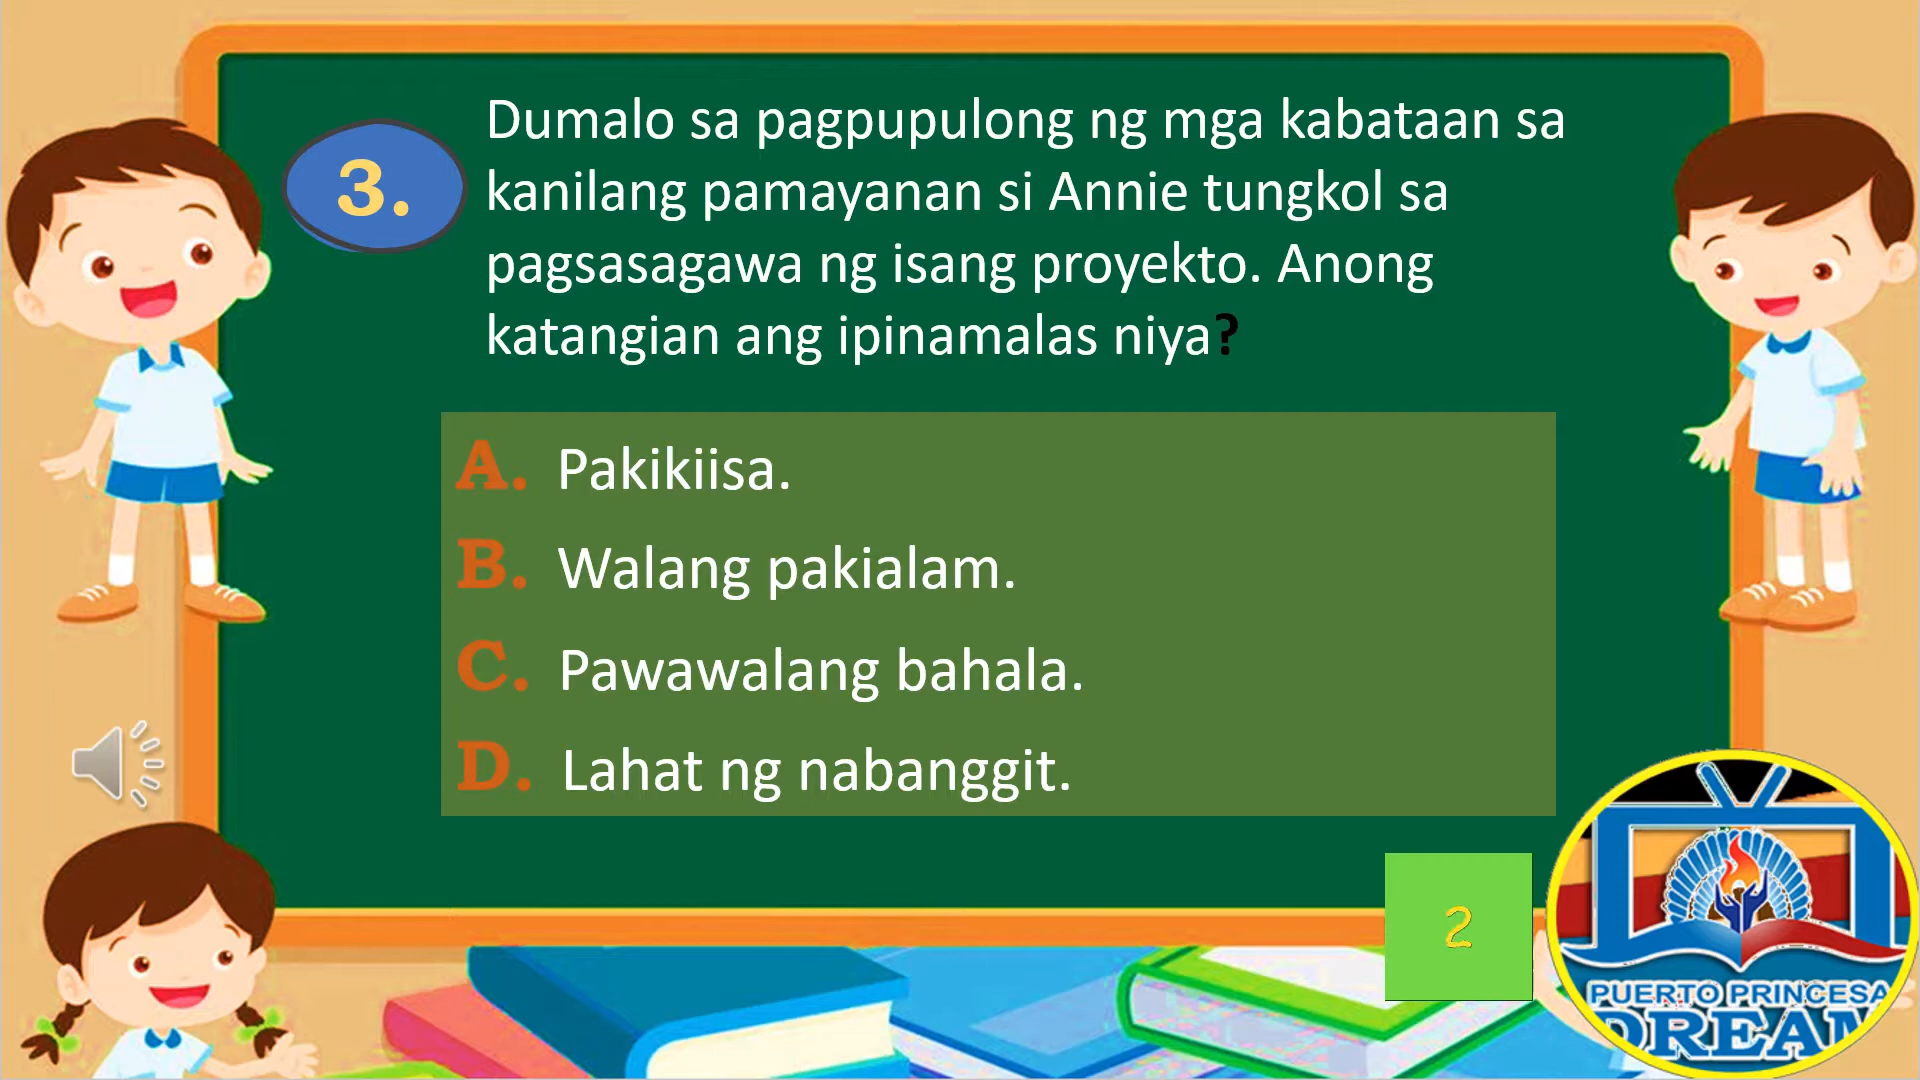 3.
Dumalo sa pagpupulong ng mga kabataan sa
kanilang pamayanan si Annie tungkol sa
pagsasagawa ng isang proyekto. Anong
katangian ang ipinamalas niya?
A. Pakikiisa.
B. Walang pakialam.
C. Pawawalang bahala.
D. Lahat ng nabanggit.
2
PUERTO PRINCESA
DREAM